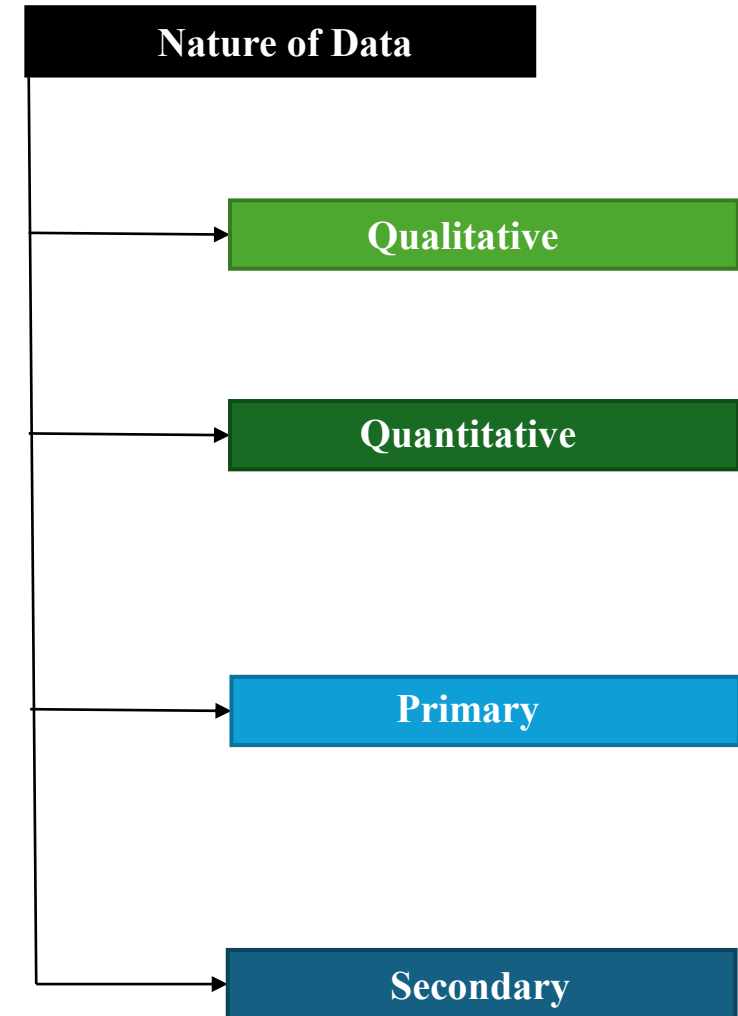 Nature of Data
Qualitative
Quantitative
Primary
Secondary